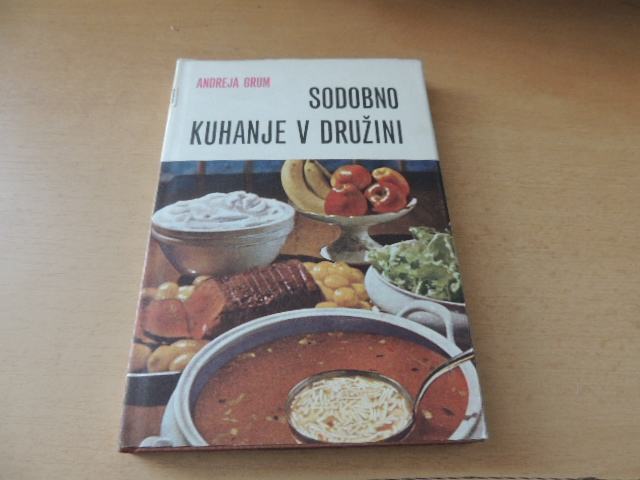 ANDREJA GRUM
SODOBNO
KUHANJE V DRUŽINI